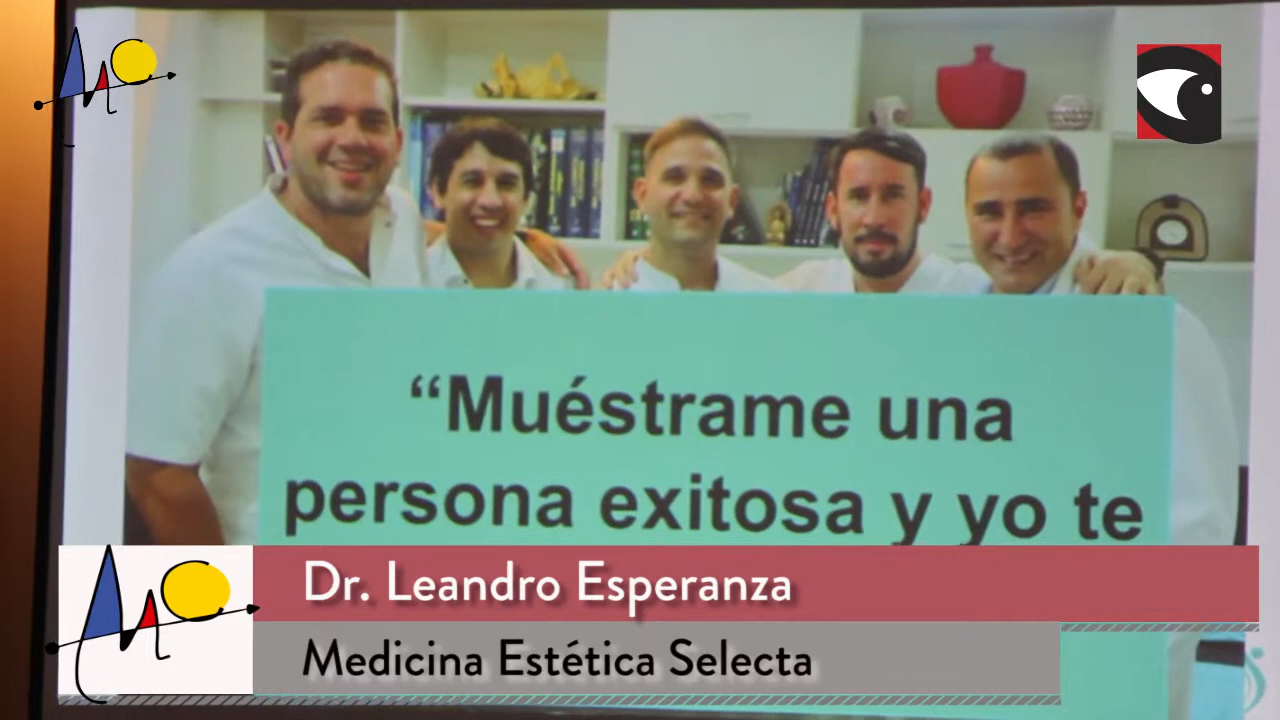 “Muéstrame una
persona exitosa y yo te
Dr. Leandro Esperanza
Medicina Estética Selecta